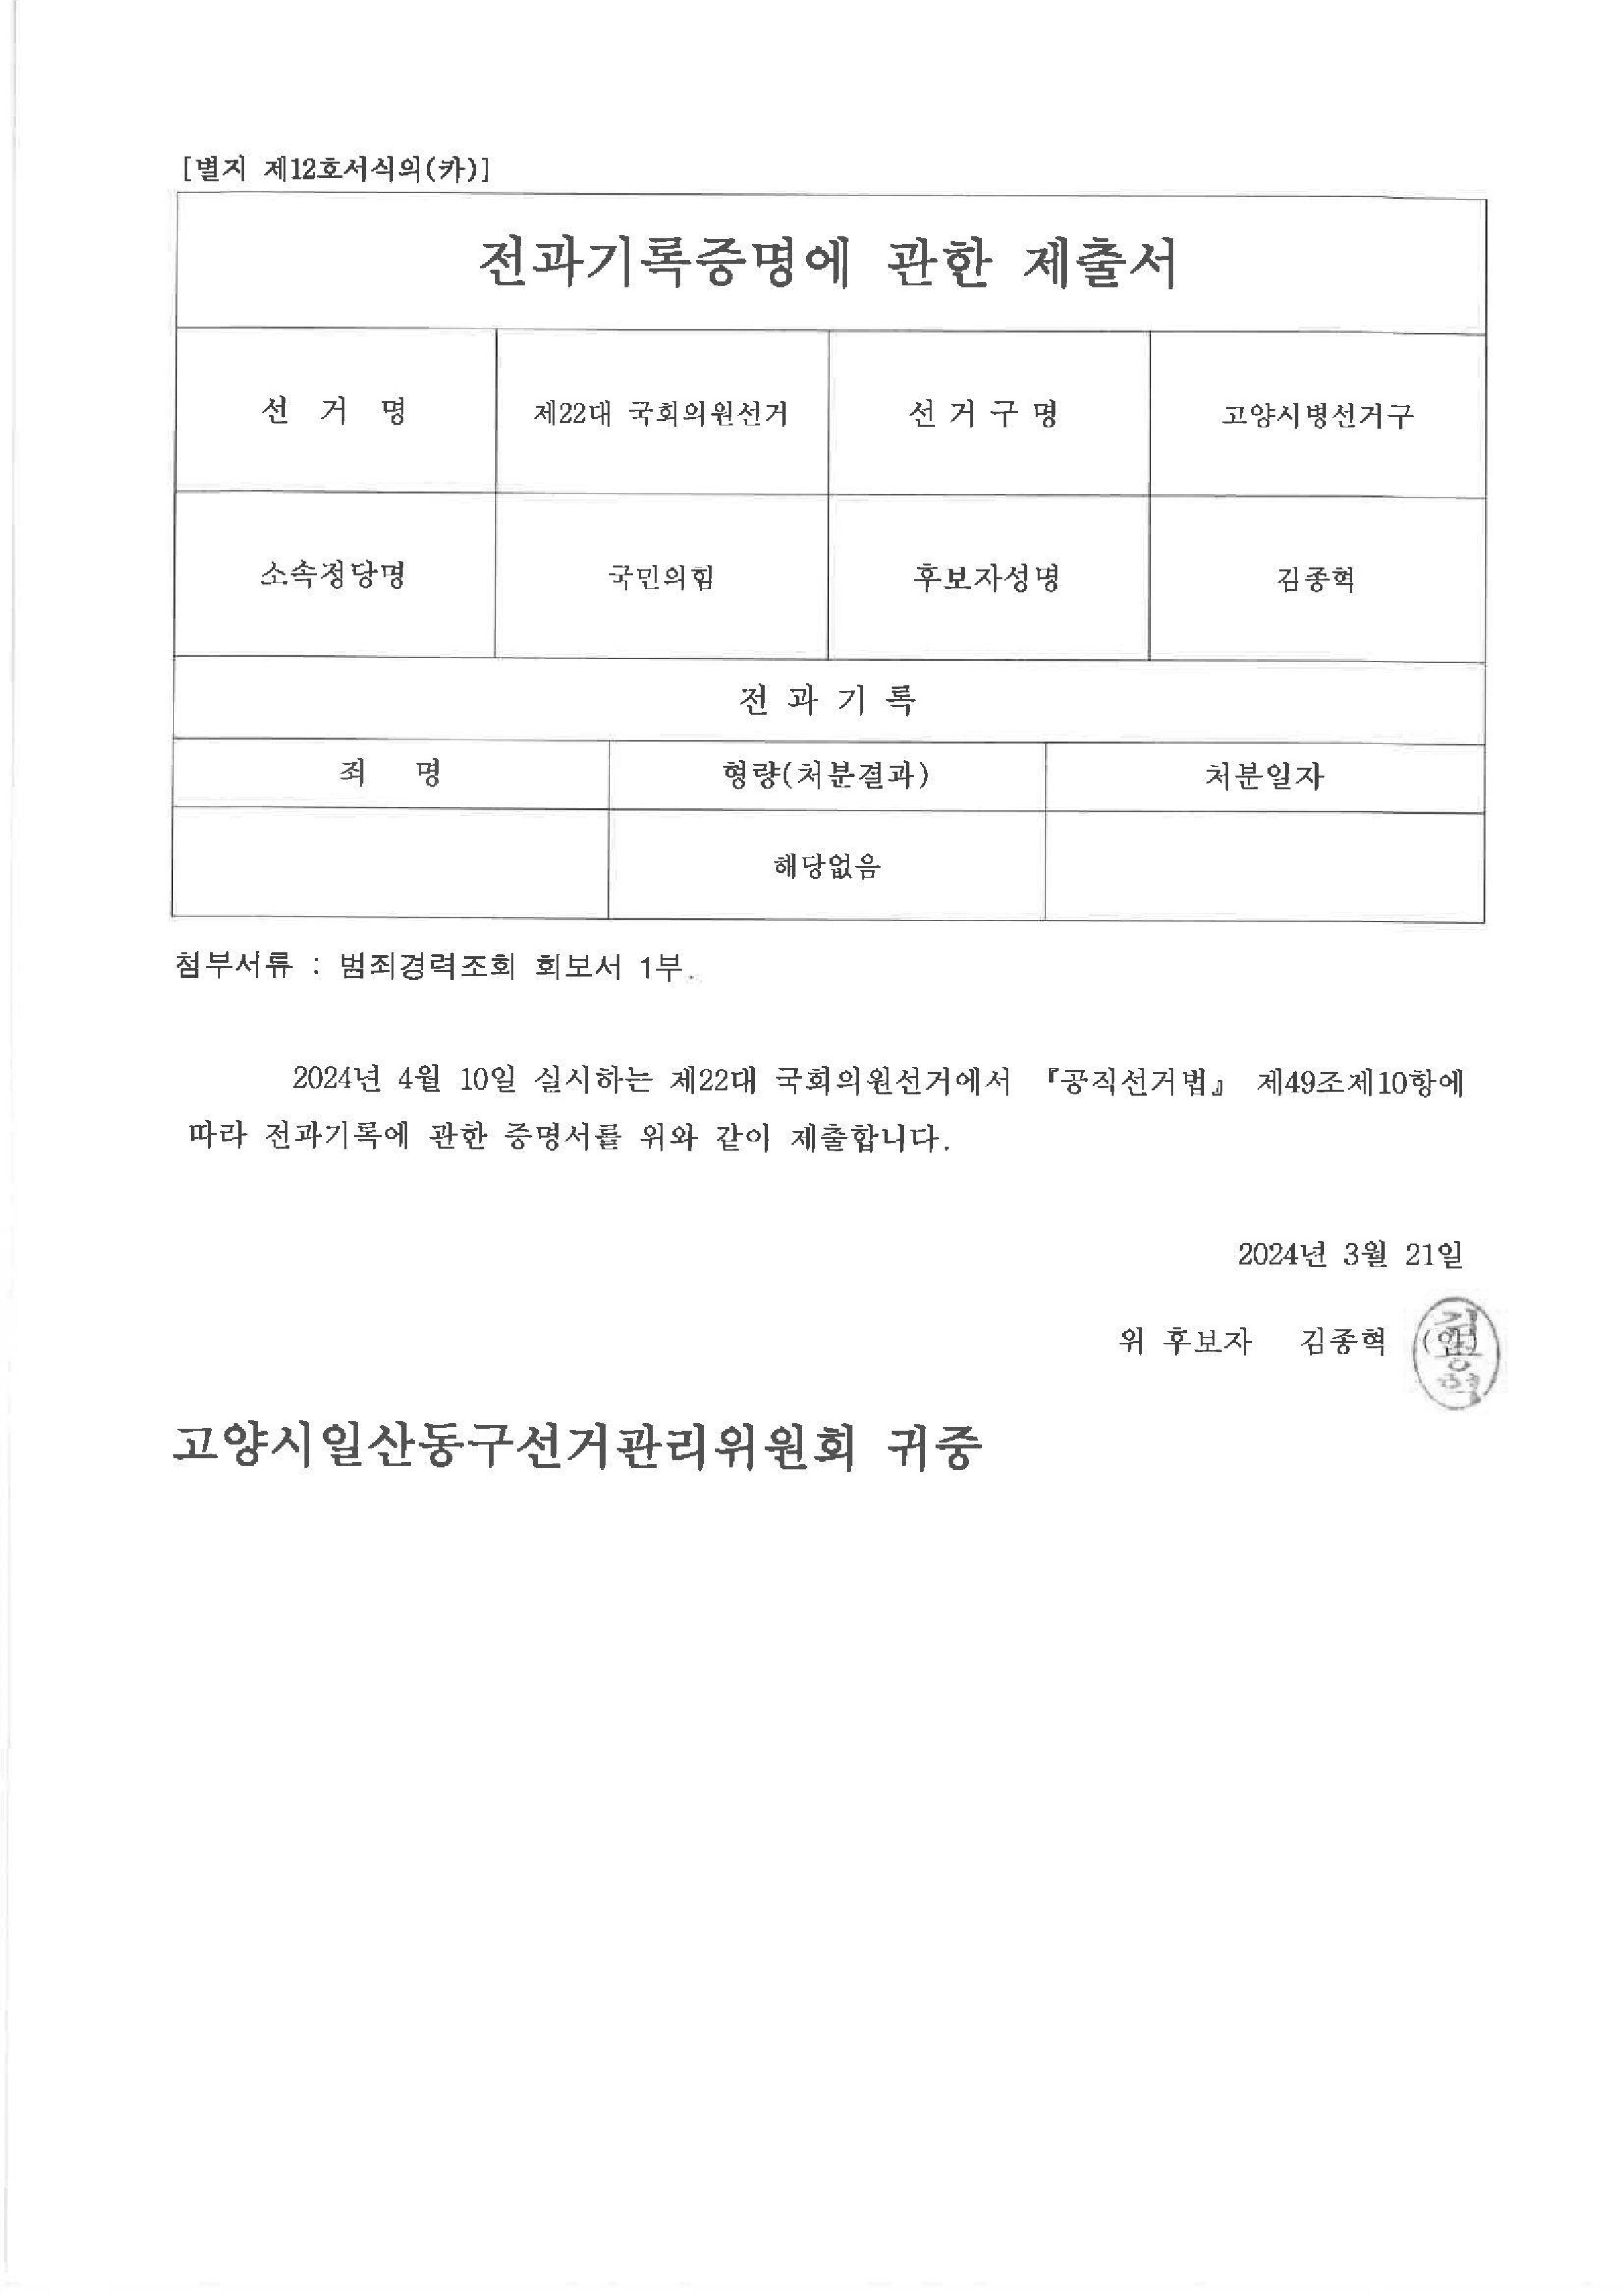 [별지 제12호서식의(카)]
전과기록증명에 관한 제출서
선 거 명 제22대 국회의원선거 선 거 구 명 고양시병선거구
소속정당명 국민의힘 후보자성명 김종혁
전 과 기 록
죄 명 형량(처분결과) 처분일자
해당없음
첨부서류 : 범죄경력조회 회보서 1부.
2024년 4월 10일 실시하는 제22대 국회의원선거에서 『공직선거법』 제49조제10항에
따라 전과기록에 관한 증명서를 위와 같이 제출합니다.
2024년 3월 21일
위 후보자 김종혁 (인)
고양시일산동구선거관리위원회 귀중